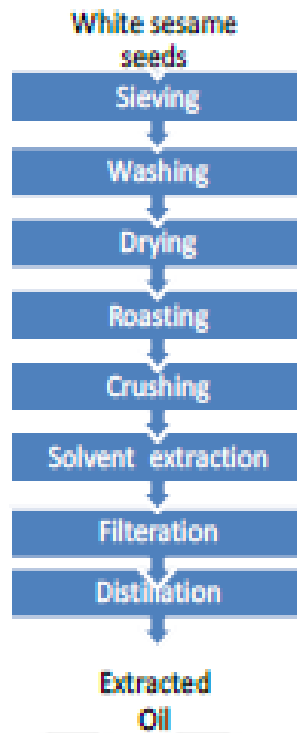 White sesame
seeds
Sieving
Washing
Drying
Roasting
Crushing
Solvent extraction
Filteration
Distillation
Extracted
Oil